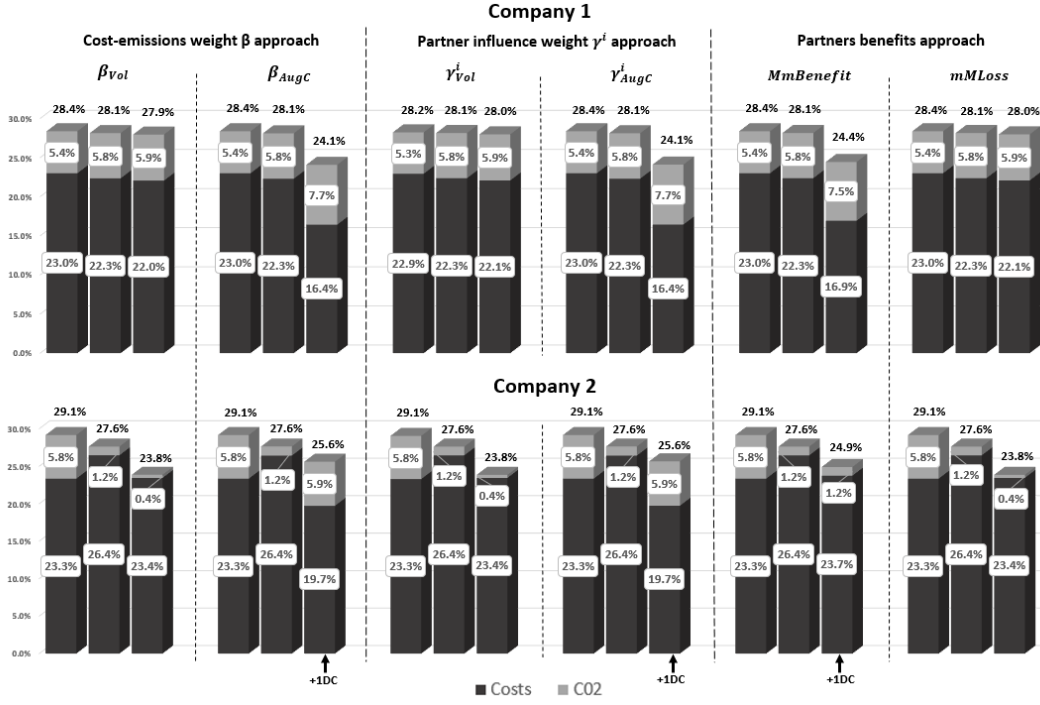 Company 1
Cost-emissions weight β approach
Partner influence weight γ^i approach
Partners benefits approach
β_Vol β_AugC γ^i_Vol γ^i_AugC MmBenefit mMLoss
28.4% 28.1% 27.9% 28.4% 28.1% 24.1% 28.2% 28.1% 28.0% 28.4% 28.1% 24.1% 28.4% 28.1% 24.4% 28.4% 28.1% 28.0%
30.0%
5.4% 5.8% 5.9% 5.4% 5.8% 7.7% 5.3% 5.8% 5.9% 5.4% 5.8% 7.7% 5.4% 5.8% 7.5% 5.4% 5.8% 5.9%
25.0%
20.0%
15.0%
23.0% 22.3% 22.0% 23.0% 22.3% 16.4% 22.9% 22.3% 22.1% 23.0% 22.3% 16.4% 23.0% 22.3% 16.9% 23.0% 22.3% 22.1%
10.0%
5.0%
0.0%
Company 2
29.1% 27.6% 23.8% 29.1% 27.6% 25.6% 29.1% 27.6% 23.8% 29.1% 27.6% 25.6% 29.1% 27.6% 24.9% 29.1% 27.6% 23.8%
30.0%
5.8% 1.2% 0.4% 5.8% 1.2% 5.9% 5.8% 1.2% 0.4% 5.8% 1.2% 5.9% 5.8% 1.2% 1.2% 5.8% 1.2% 0.4%
25.0%
20.0%
15.0%
23.3% 26.4% 23.4% 23.3% 26.4% 19.7% 23.3% 26.4% 23.4% 23.3% 26.4% 19.7% 23.3% 26.4% 23.7% 23.3% 26.4% 23.4%
10.0%
5.0%
0.0%
+1DC +1DC +1DC
Costs C02